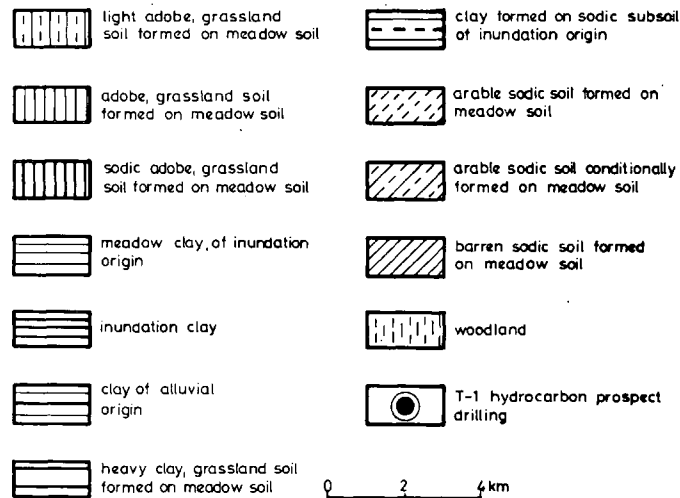 light adobe, grassland
soil formed on meadow soil
adobe, grassland soil
formed on meadow soil
sodic adobe, grassland
soil formed on meadow soil
meadow clay, of inundation
origin
inundation clay
clay of alluvial
origin
heavy clay, grassland soil
formed on meadow soil
clay formed on sodic subsoil
of inundation origin
arable sodic soil formed on
meadow soil
arable sodic soil conditionally
formed on meadow soil
barren sodic soil formed
on meadow soil
woodland
T-1 hydrocarbon prospect
drilling
0 2 4 km